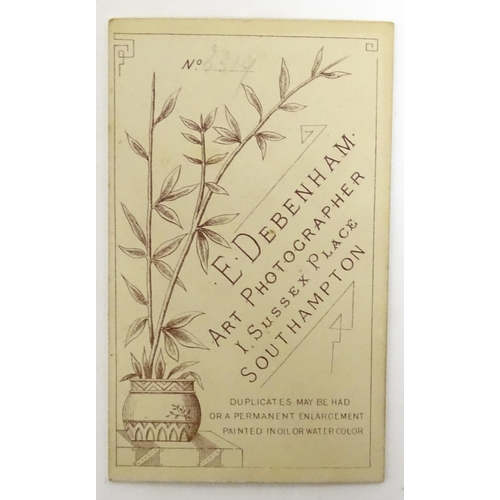 No 3319
E. DEBENHAM.
ART PHOTOGRAPHER
1, SUSSEX PLACE
SOUTHAMPTON
DUPLICATES MAY BE HAD
OR A PERMANENT ENLARGEMENT
PAINTED IN OIL OR WATER COLOR